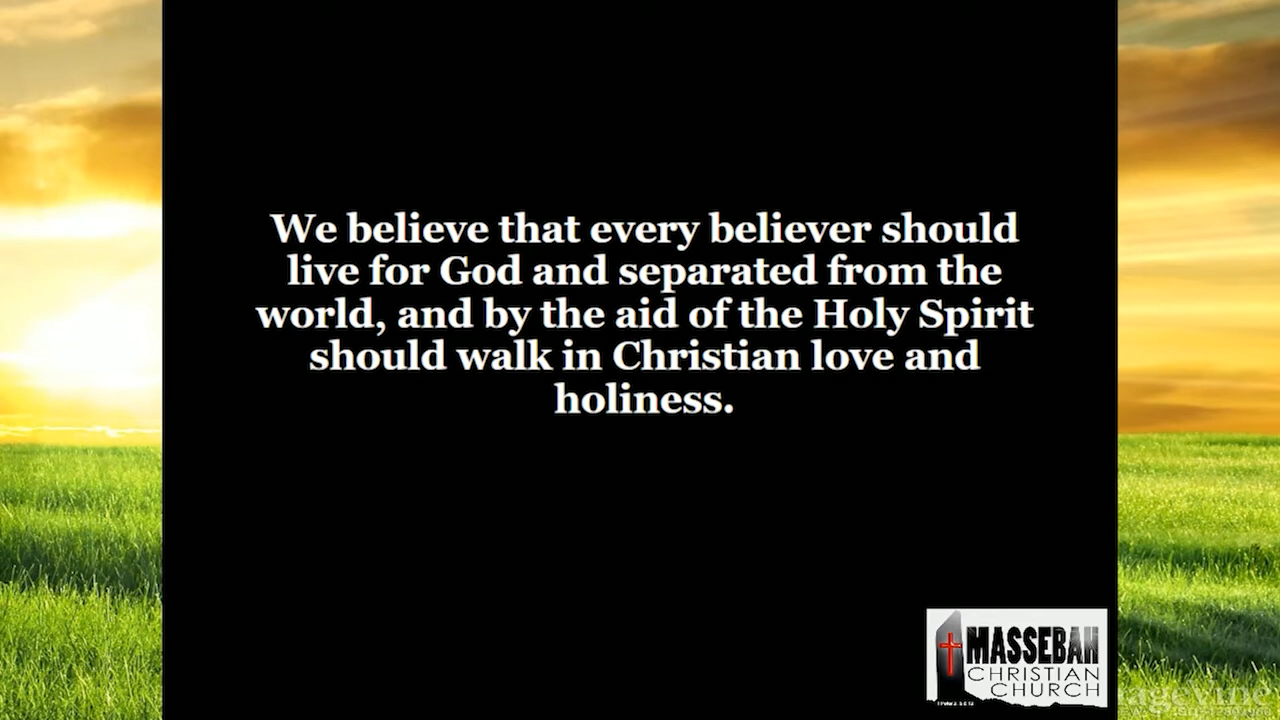 We believe that every believer should
live for God and separated from the
world, and by the aid of the Holy Spirit
should walk in Christian love and
holiness.
MASSEBAH
CHRISTIAN
CHURCH